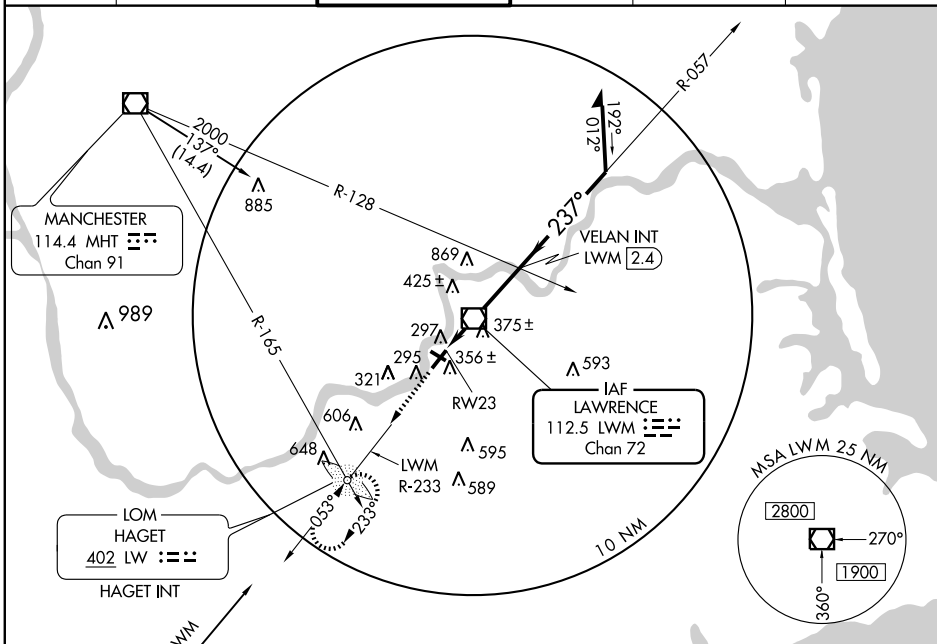 R-057
192°
012°
2000
137°
(14.4)
885
R-128
237°
MANCHESTER
114.4 MHT
Chan 91
VELAN INT
LWM 2.4
869
425 ±
989
R-165
297
375 ±
295
356 ±
321
593
RW23
IAF
LAWRENCE
112.5 LWM
Chan 72
606
595
648
LWM
R-233
589
MSA LWM 25 NM
2800
270°
1900
360°
LOM
HAGET
402 LW
HAGET INT
053°
233°
10 NM
WM